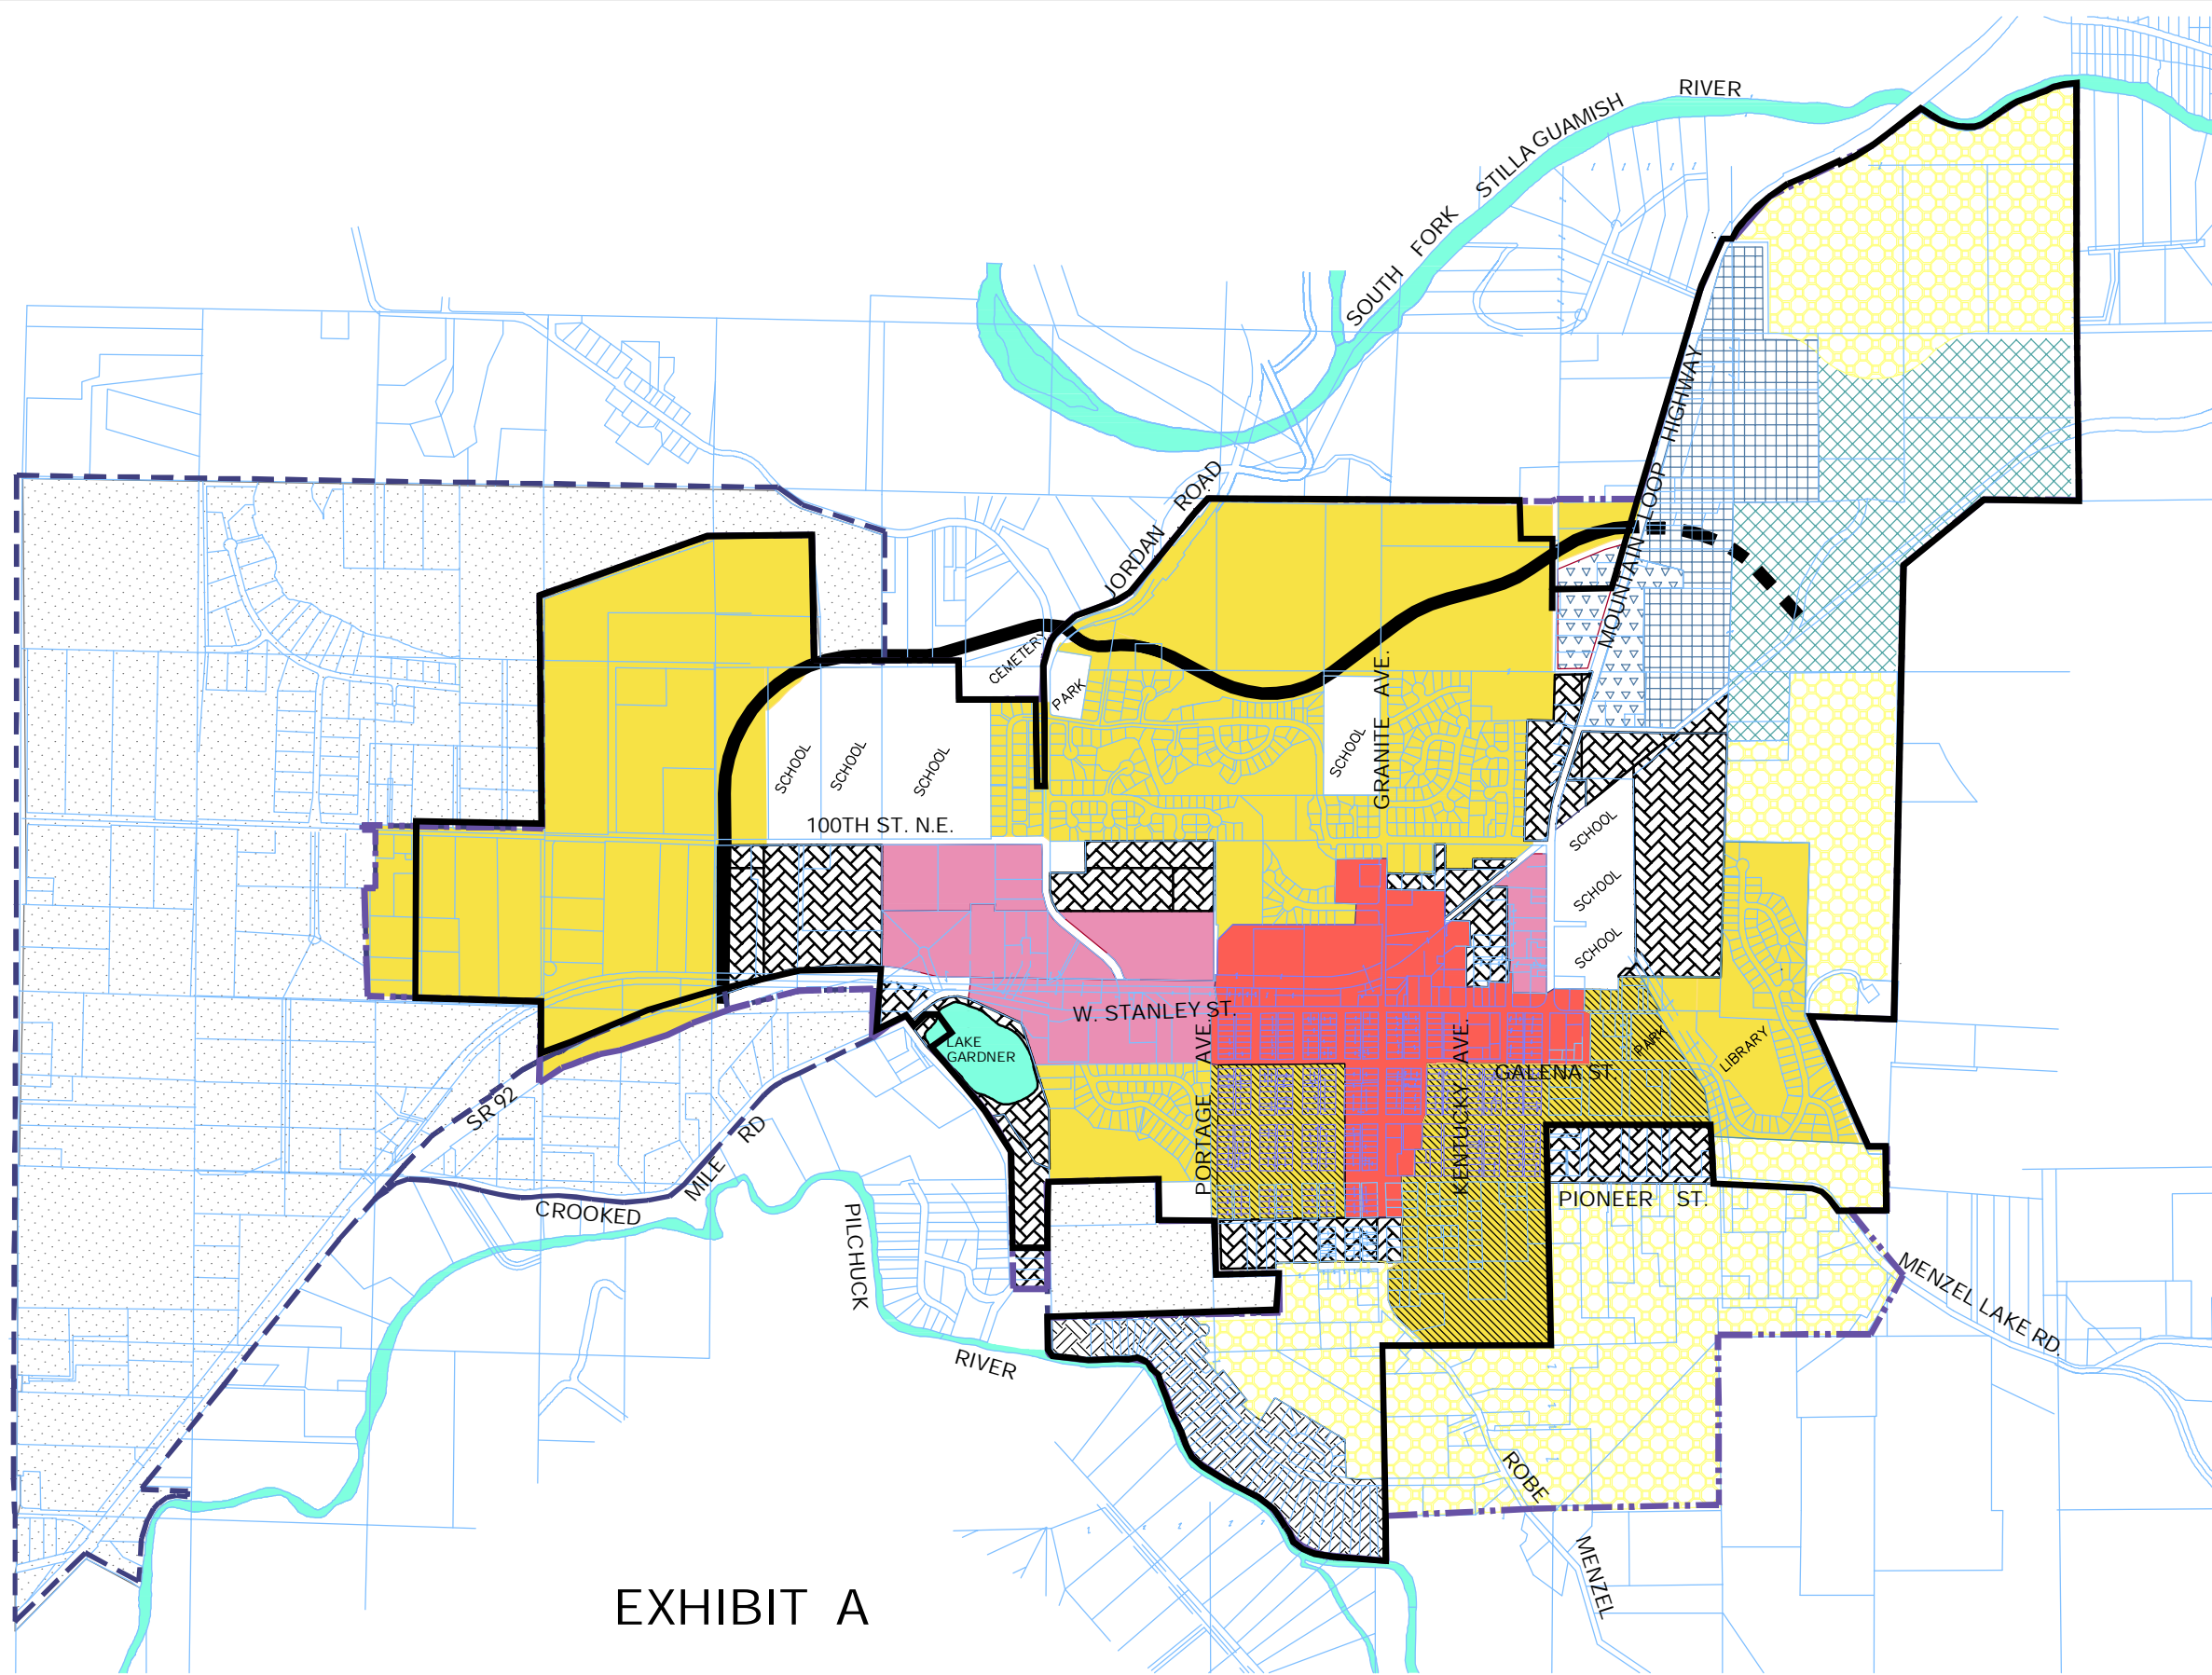 RIVER
STILLA GUAMISH
FORK
SOUTH
HIGHWAY
LOOP
MOUNTAIN
JORDAN ROAD
CEMETERY
PARK
SCHOOL
SCHOOL
SCHOOL
SCHOOL
GRANITE AVE.
100TH ST. N.E.
SCHOOL
SCHOOL
SCHOOL
W. STANLEY ST.
LAKE
GARDNER
PORTAGE AVE.
KENTUCKY AVE.
GALENA ST.
PARK
LIBRARY
SR 92
MILE RD
CROOKED
PILCHUCK
RIVER
PIONEER ST.
MENZEL LAKE RD.
ROBE
MENZEL
EXHIBIT A